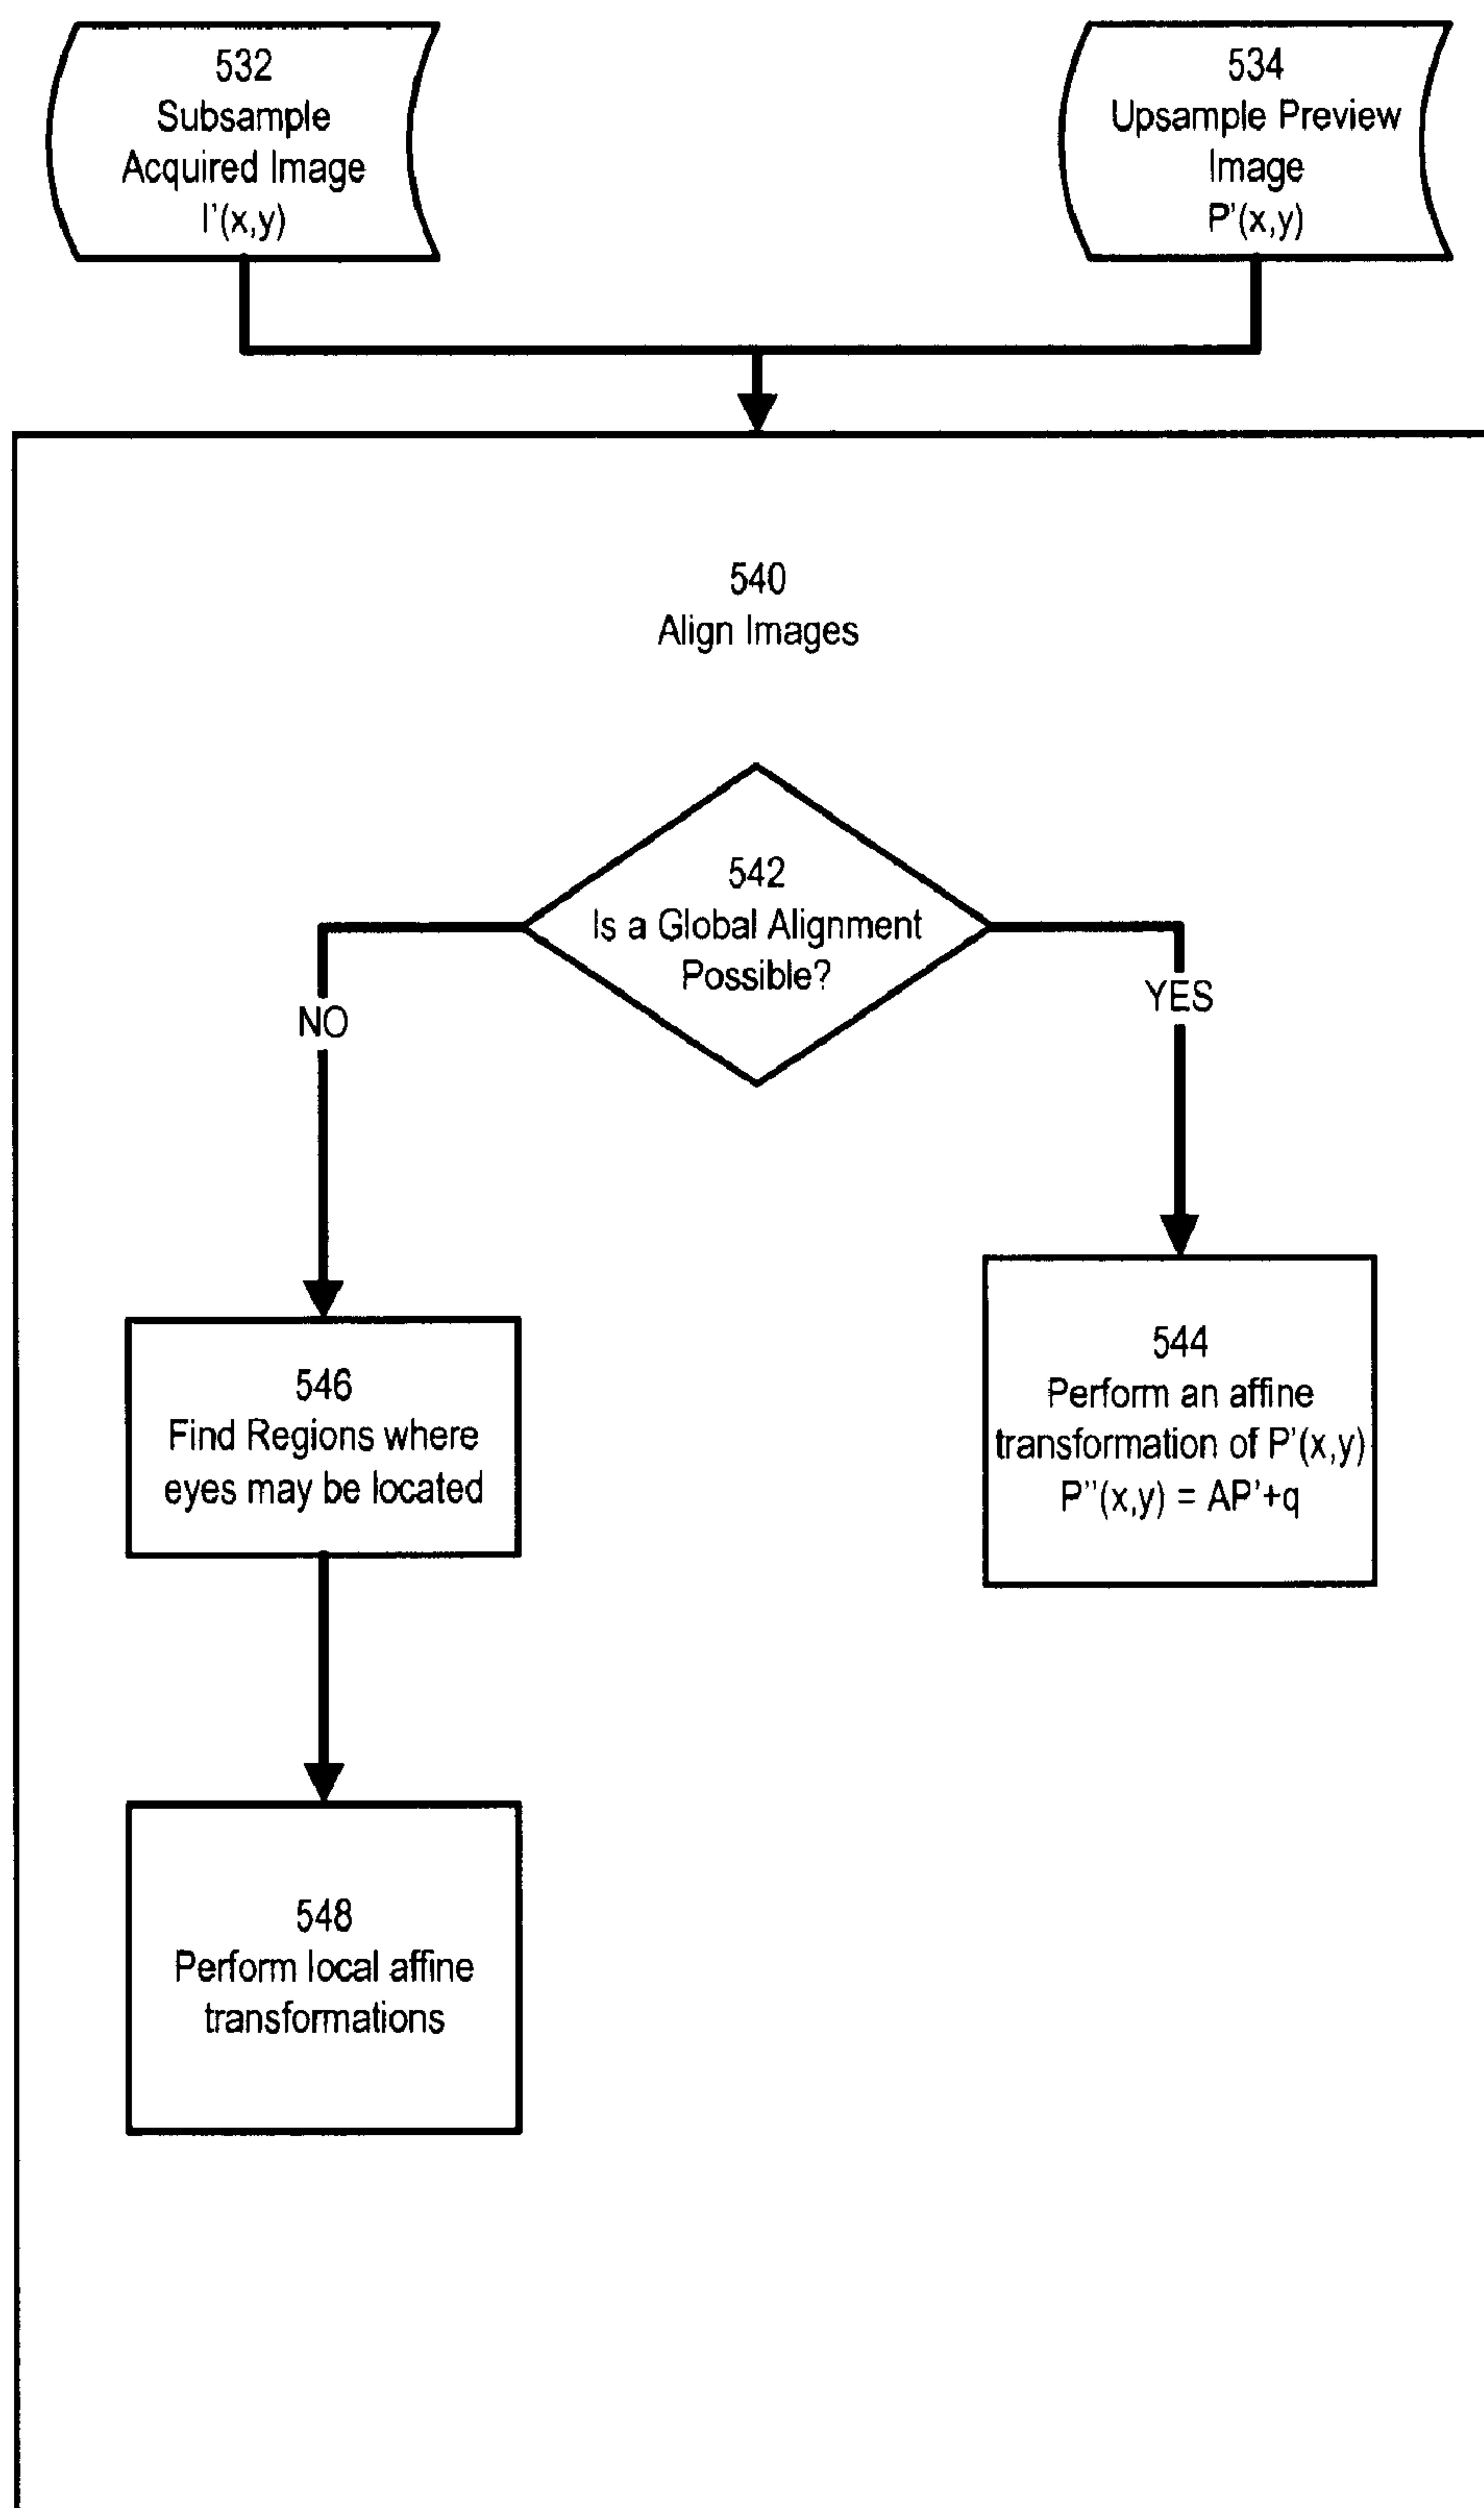 532
Subsample
Acquired Image
I'(x,y)
534
Upsample Preview
Image
P'(x,y)
540
Align Images
542
Is a Global Alignment
Possible?
NO
YES
546
Find Regions where
eyes may be located
544
Perform an affine
transformation of P'(x,y)
P''(x,y) = AP'+q
548
Perform local affine
transformations